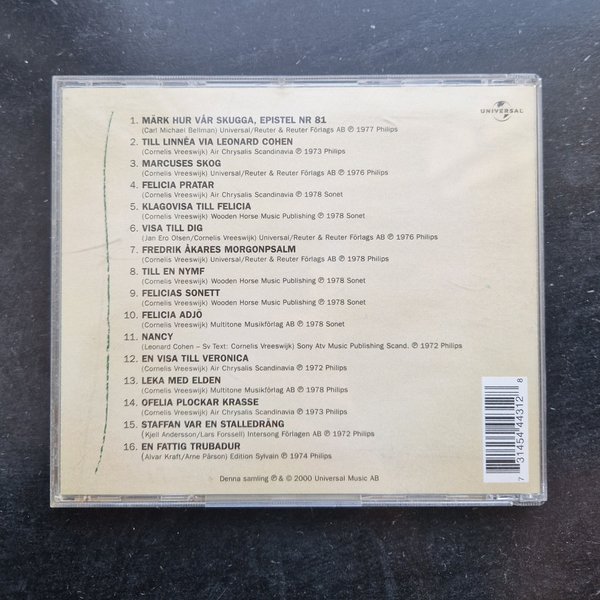 UNIVERSAL
1. MÄRK HUR VÅR SKUGGA, EPISTEL NR 81
(Carl Michael Bellman) Universal/Reuter & Reuter Förlags AB ℗ 1977 Philips
2. TILL LINNÉA VIA LEONARD COHEN
(Cornelis Vreeswijk) Air Chrysalis Scandinavia ℗ 1973 Philips
3. MARCUSES SKOG
(Cornelis Vreeswijk) Universal/Reuter & Reuter Förlags AB ℗ 1976 Philips
4. FELICIA PRATAR
(Cornelis Vreeswijk) Air Chrysalis Scandinavia ℗ 1978 Sonet
5. KLAGOVISA TILL FELICIA
(Cornelis Vreeswijk) Wooden Horse Music Publishing ℗ 1978 Sonet
6. VISA TILL DIG
(Jan Ero Olsen/Cornelis Vreeswijk) Universal/Reuter & Reuter Förlags AB ℗ 1976 Philips
7. FREDRIK ÅKARES MORGONPSALM
(Cornelis Vreeswijk) Universal/Reuter & Reuter Förlags AB ℗ 1978 Philips
8. TILL EN NYMF
(Cornelis Vreeswijk) Wooden Horse Music Publishing ℗ 1978 Sonet
9. FELICIAS SONETT
(Cornelis Vreeswijk) Wooden Horse Music Publishing ℗ 1978 Sonet
10. FELICIA ADJÖ
(Cornelis Vreeswijk) Multitone Musikförlag AB ℗ 1978 Sonet
11. NANCY
(Leonard Cohen – Sv Text: Cornelis Vreeswijk) Sony Atv Music Publishing Scand. ℗ 1972 Philips
12. EN VISA TILL VERONICA
(Cornelis Vreeswijk) Air Chrysalis Scandinavia ℗ 1972 Philips
13. LEKA MED ELDEN
(Cornelis Vreeswijk) Multitone Musikförlag AB ℗ 1978 Philips
14. OFELIA PLOCKAR KRASSE
(Cornelis Vreeswijk) Air Chrysalis Scandinavia ℗ 1973 Philips
15. STAFFAN VAR EN STALLEDRÄNG
(Kjell Andersson/Lars Forssell) Intersong Förlagen AB ℗ 1972 Philips
16. EN FATTIG TRUBADUR
(Alvar Kraft/Arne Pärson) Edition Sylvain ℗ 1974 Philips
Denna samling ℗ & © 2000 Universal Music AB
7 31454 44312 8